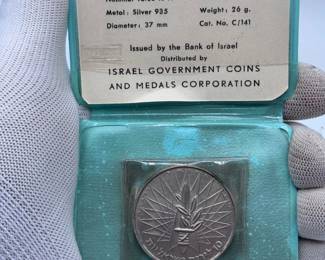 Metal: Silver 935 Weight: 26 g.
Diameter: 37 mm Cat. No. C/141
Issued by the Bank of Israel
Distributed by
ISRAEL GOVERNMENT COINS
AND MEDALS CORPORATION